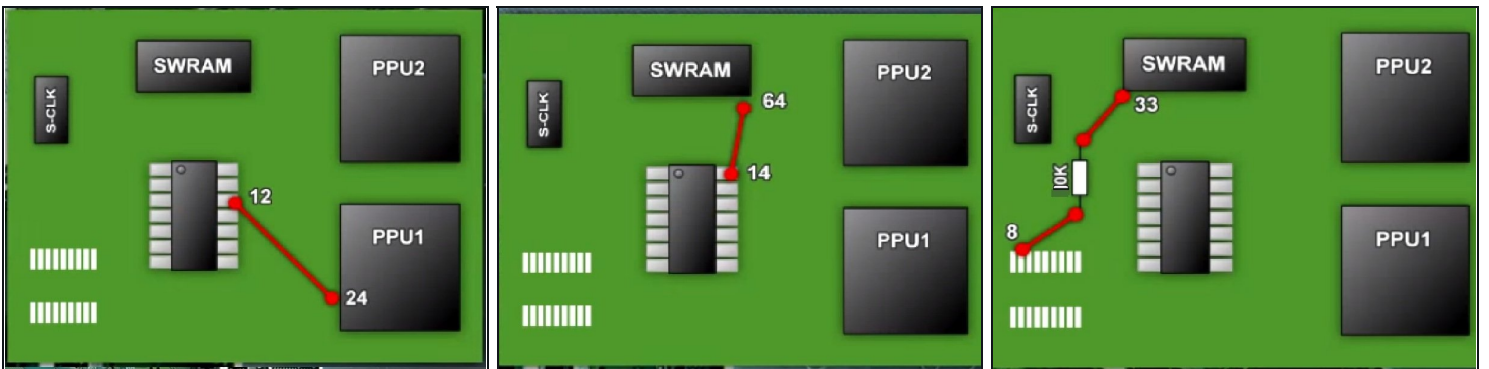 SWRAM
PPU2
S-CLK
12
PPU1
24
SWRAM
PPU2
64
S-CLK
14
PPU1
SWRAM
PPU2
33
S-CLK
10K
8
PPU1